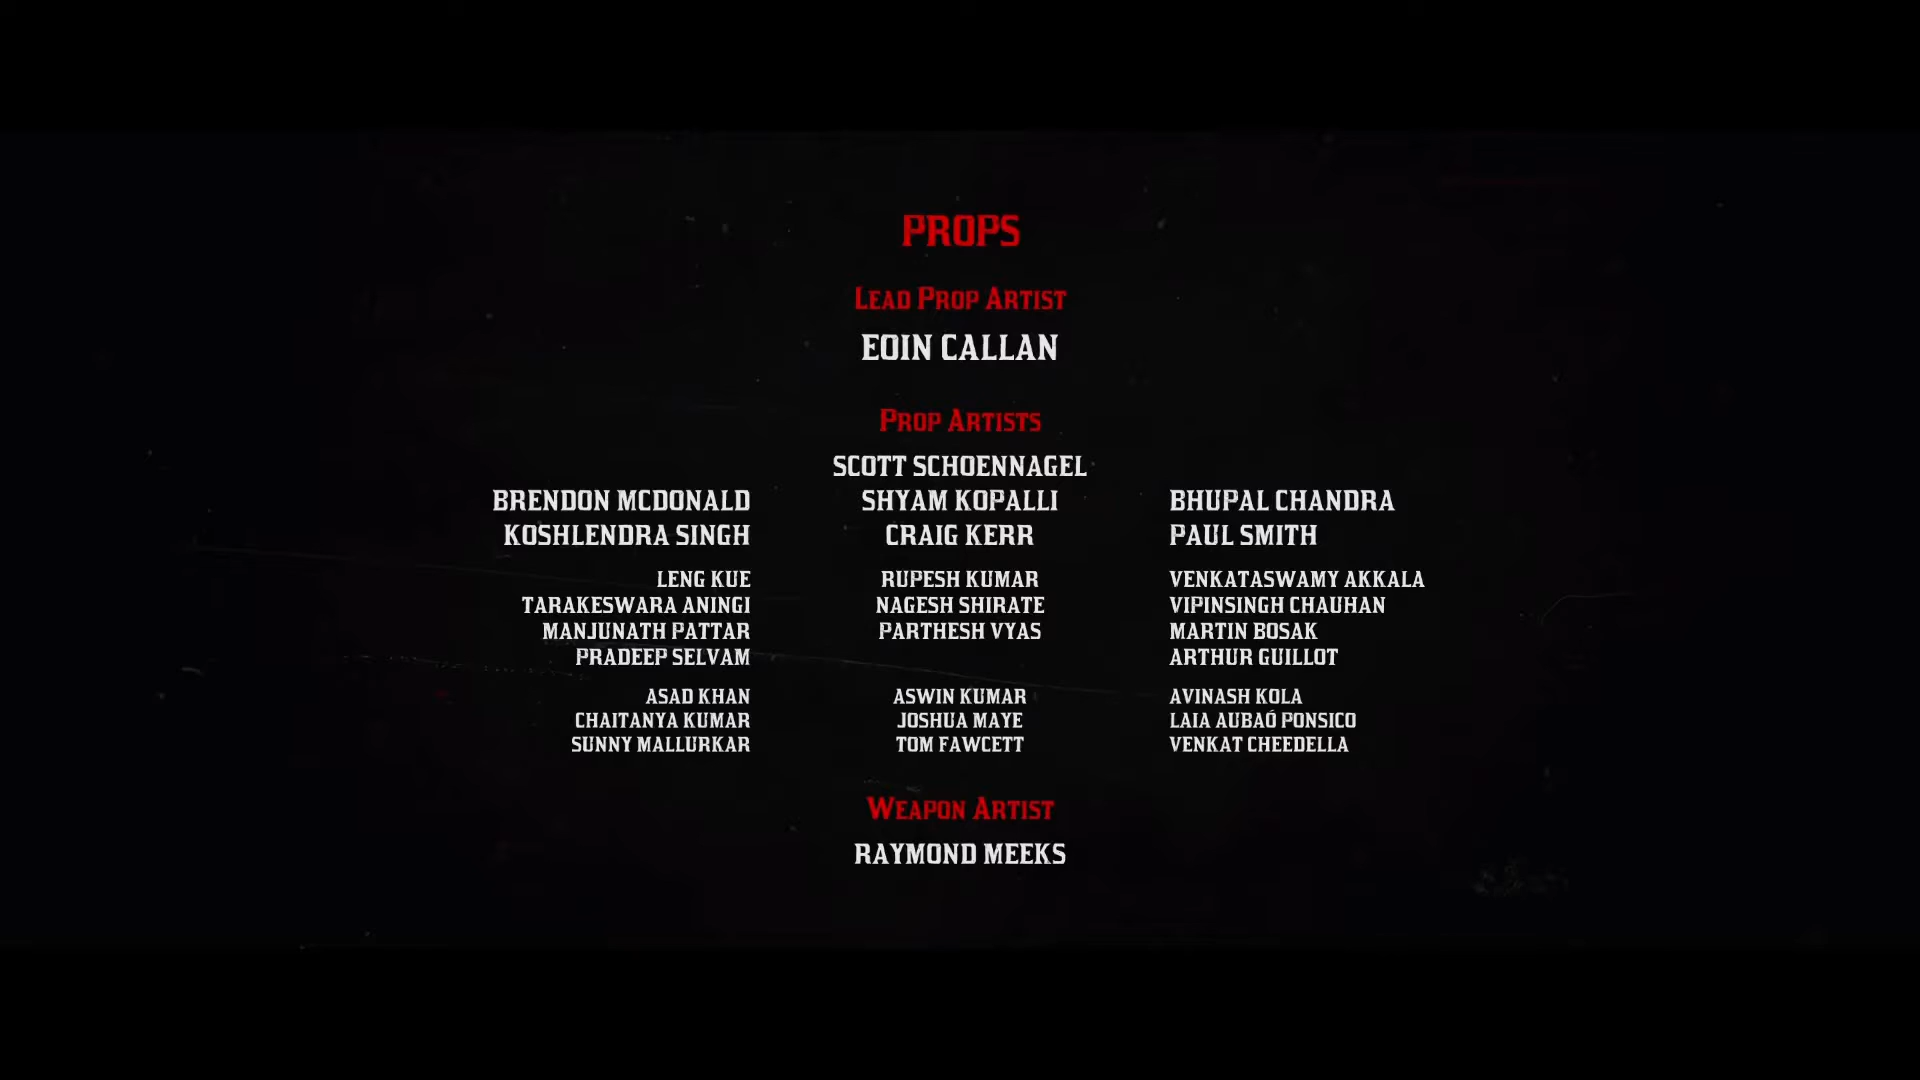 PROPS
LEAD PROP ARTIST
EOIN CALLAN
PROP ARTISTS
SCOTT SCHOENNAGEL
BRENDON MCDONALD SHYAM KOPALLI BHUPAL CHANDRA
KOSHLENDRA SINGH CRAIG KERR PAUL SMITH
LENG KUE RUPESH KUMAR VENKATASWAMY AKKALA
TARAKESWARA ANINGI NAGESH SHIRATE VIPINSINGH CHAUHAN
MANJUNATH PATTAR PARTHESH VYAS MARTIN BOSAK
PRADEEP SELVAM ARTHUR GUILLOT
ASAD KHAN ASWIN KUMAR AVINASH KOLA
CHAITANYA KUMAR JOSHUA MAYE LAIA AUBAÓ PONSICO
SUNNY MALLURKAR TOM FAWCETT VENKAT CHEEDELLA
WEAPON ARTIST
RAYMOND MEEKS